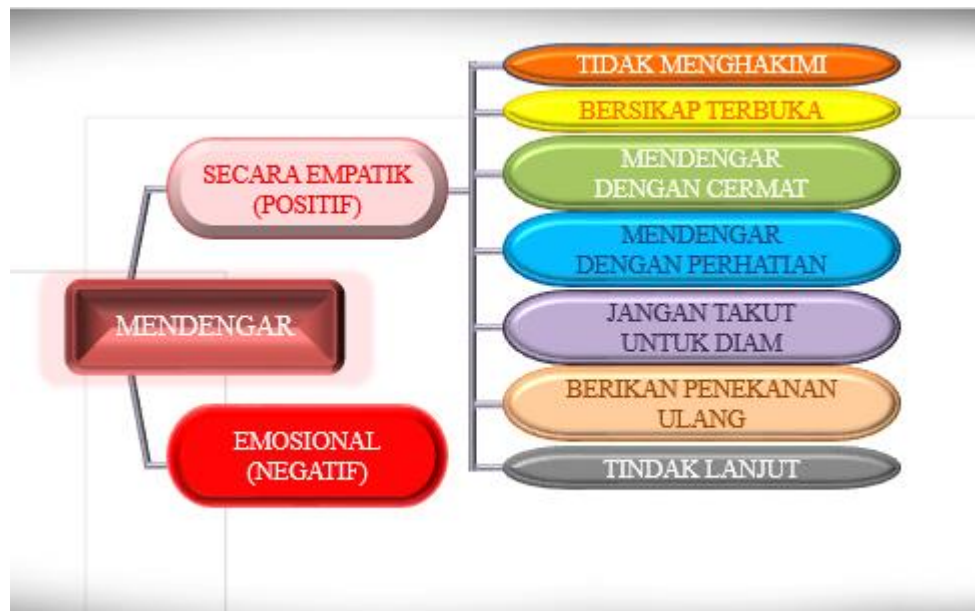 MENDENGAR
SECARA EMPATIK
(POSITIF)
TIDAK MENGHAKIMI
BERSIKAP TERBUKA
MENDENGAR
DENGAN CERMAT
MENDENGAR
DENGAN PERHATIAN
JANGAN TAKUT
UNTUK DIAM
BERIKAN PENEKANAN
ULANG
TINDAK LANJUT
EMOSIONAL
(NEGATIF)